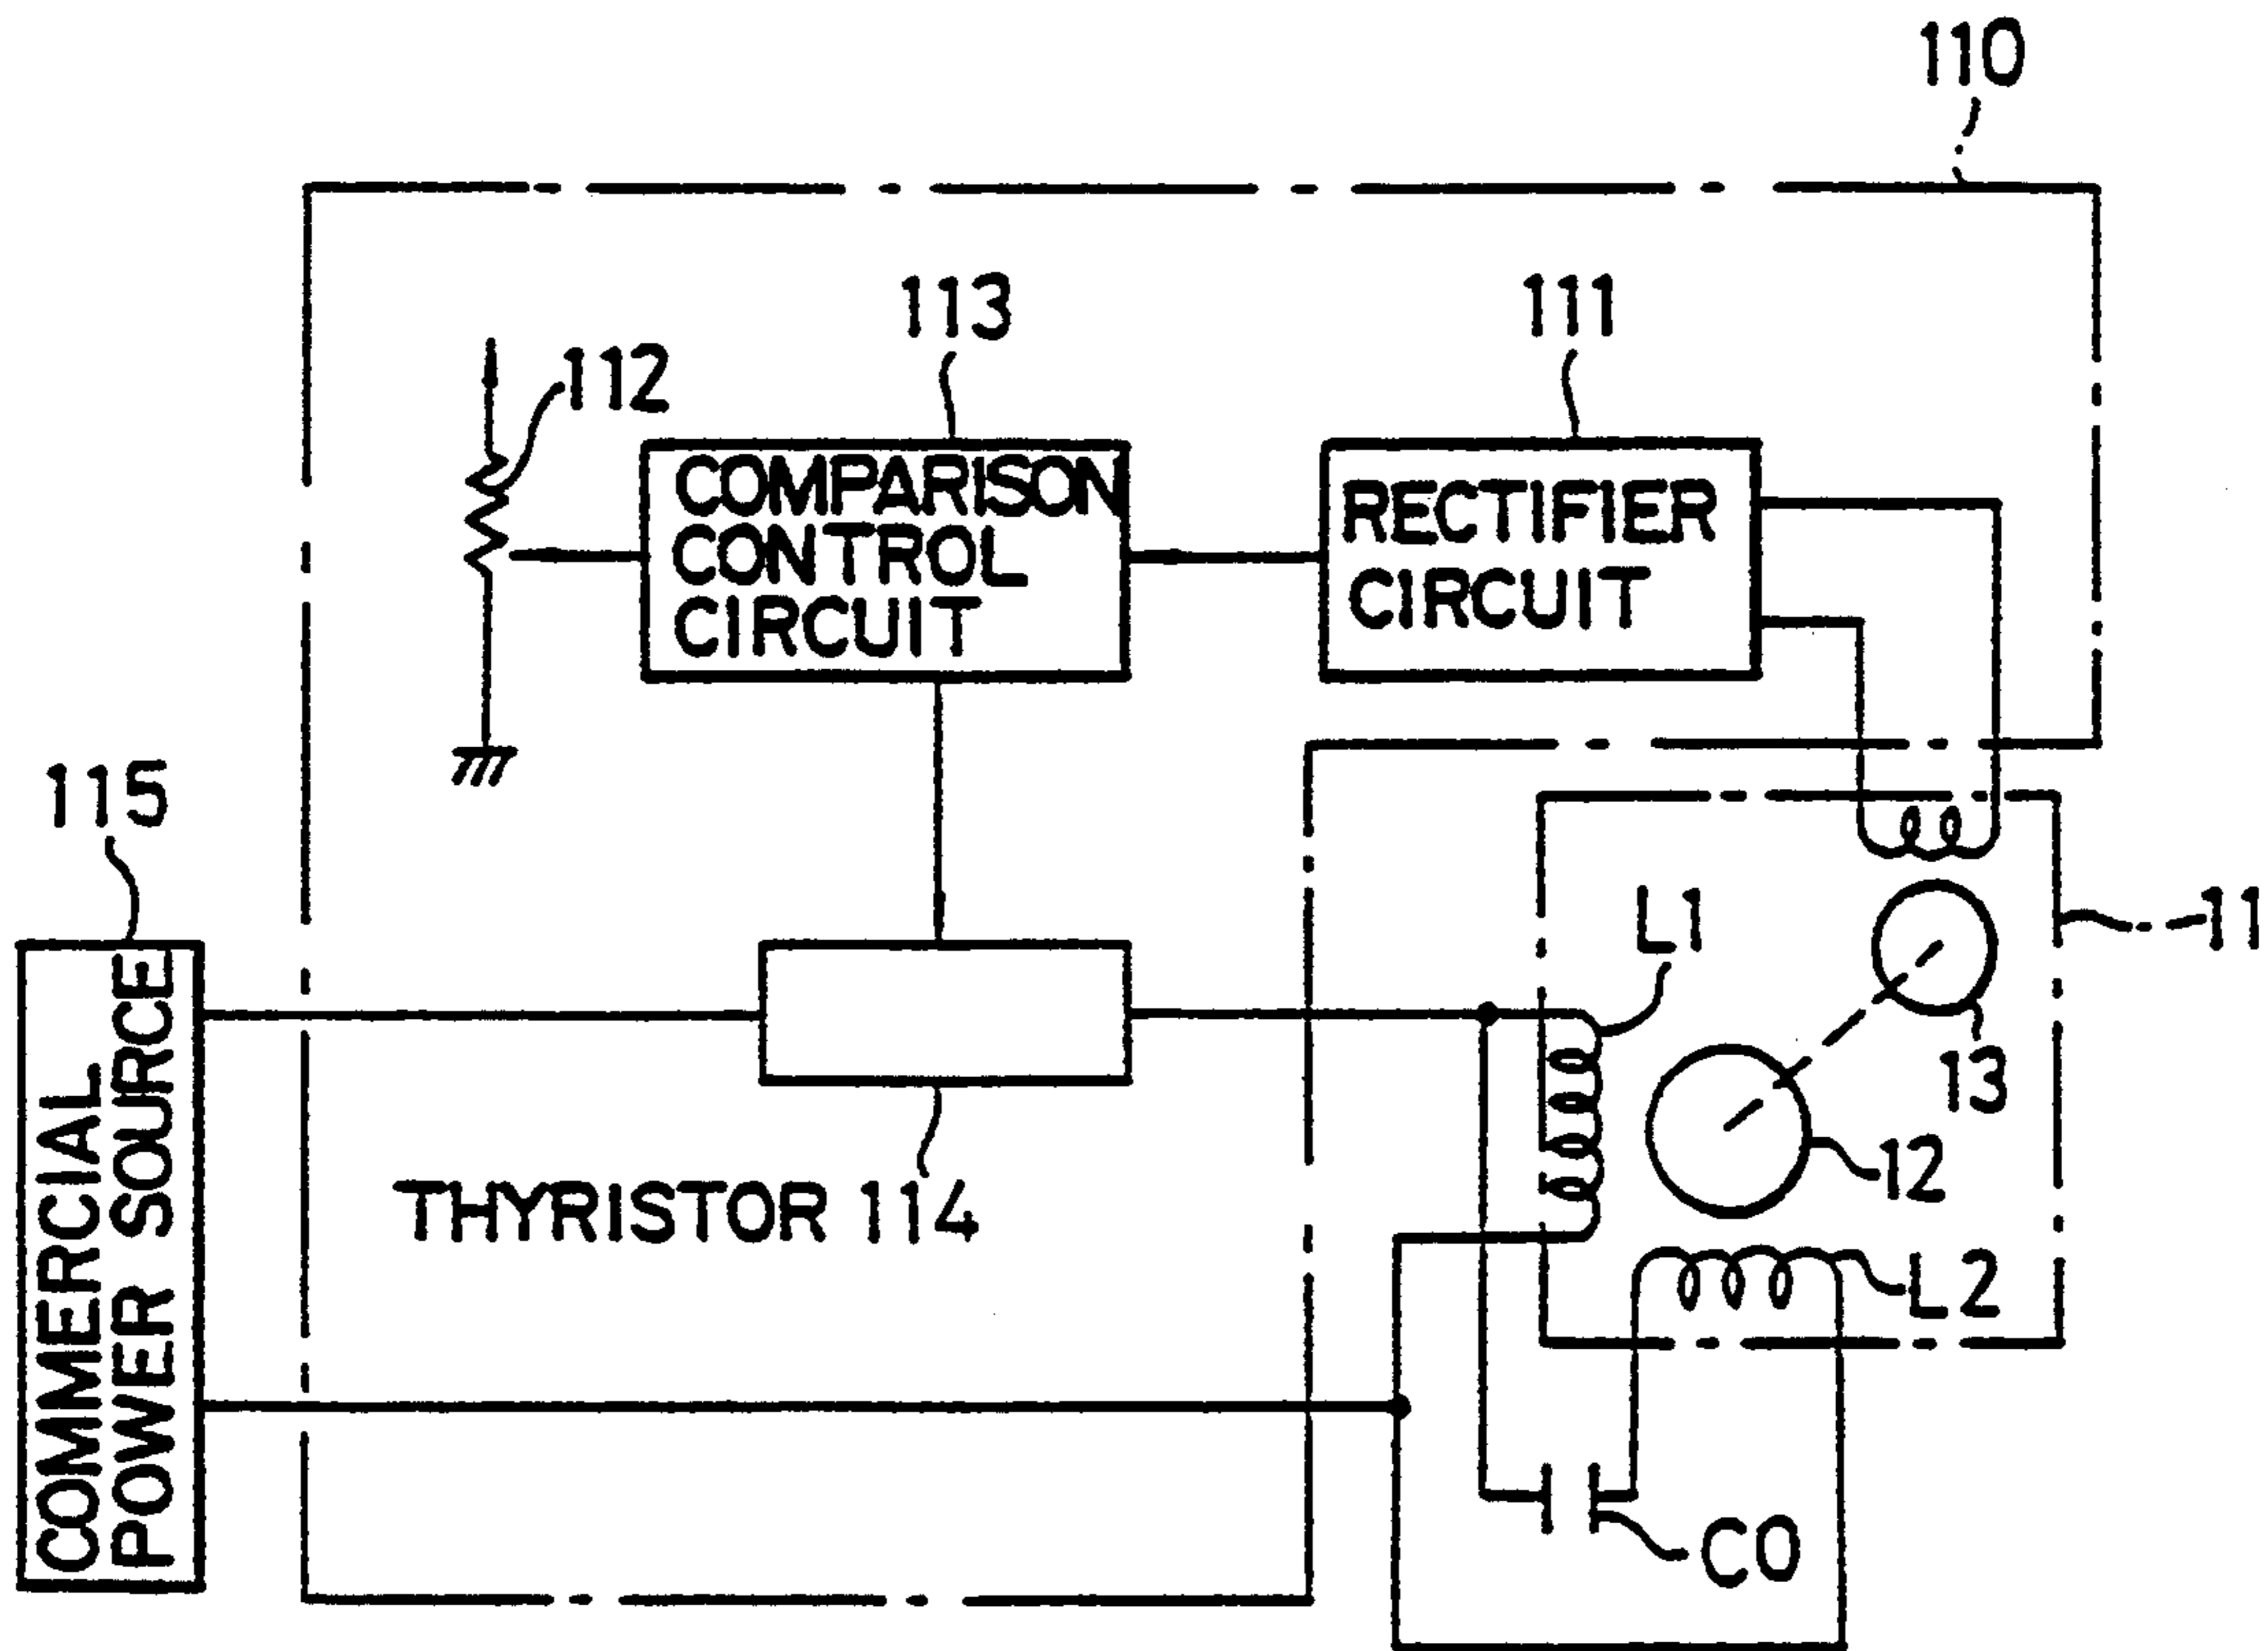 110
113
111
112
COMPARISON
CONTROL
CIRCUIT
RECTIFIER
CIRCUIT
115
L1
11
13
12
THYRISTOR 114
COMMERCIAL
POWER SOURCE
L2
C0